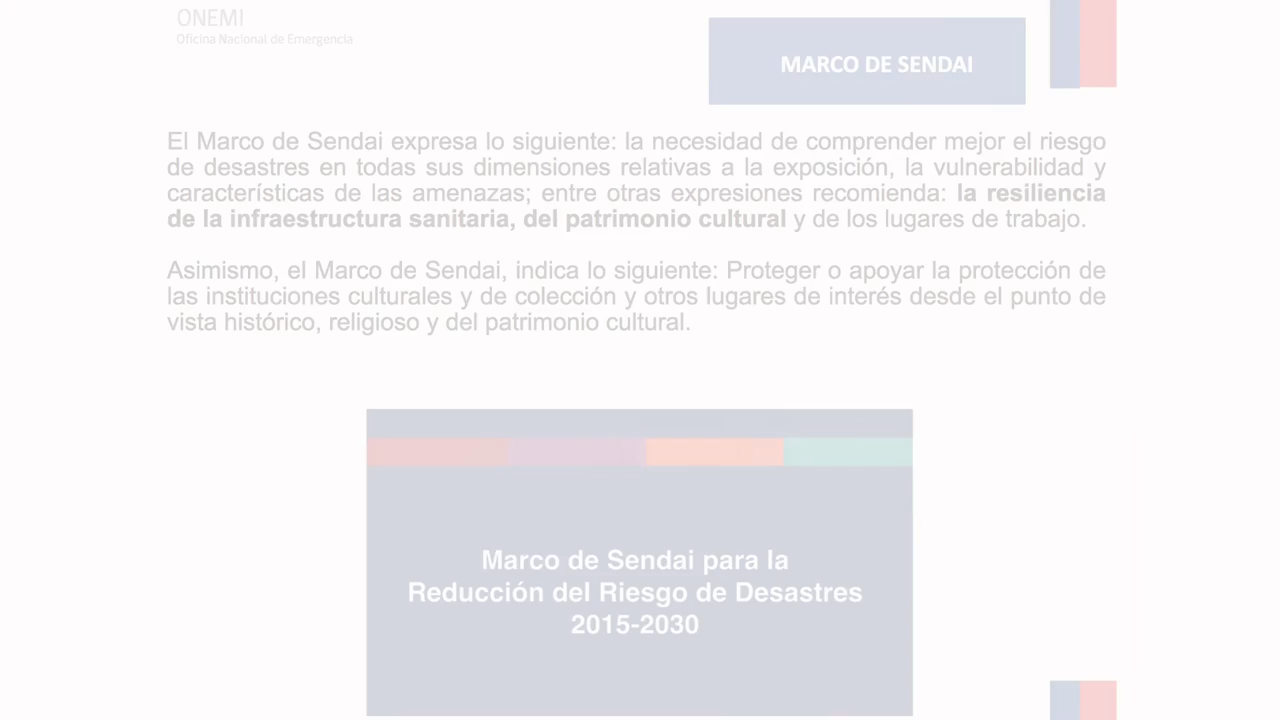 ONEMI
Oficina Nacional de Emergencia
MARCO DE SENDAI
El Marco de Sendai expresa lo siguiente: la necesidad de comprender mejor el riesgo
de desastres en todas sus dimensiones relativas a la exposición, la vulnerabilidad y
características de las amenazas; entre otras expresiones recomienda: la resiliencia
de la infraestructura sanitaria, del patrimonio cultural y de los lugares de trabajo.
Asimismo, el Marco de Sendai, indica lo siguiente: Proteger o apoyar la protección de
las instituciones culturales y de colección y otros lugares de interés desde el punto de
vista histórico, religioso y del patrimonio cultural.
Marco de Sendai para la
Reducción del Riesgo de Desastres
2015-2030